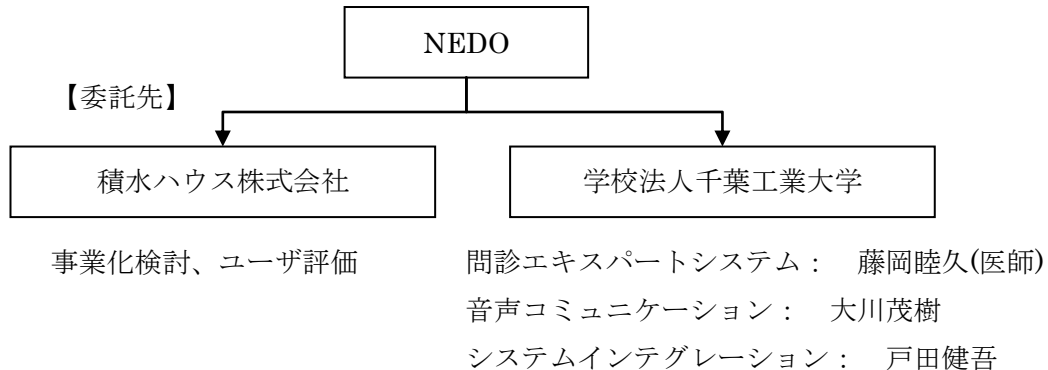 NEDO
【委託先】
積水ハウス株式会社
学校法人千葉工業大学
事業化検討、ユーザ評価
問診エキスパートシステム： 藤岡睦久(医師)
音声コミュニケーション： 大川茂樹
システムインテグレーション： 戸田健吾